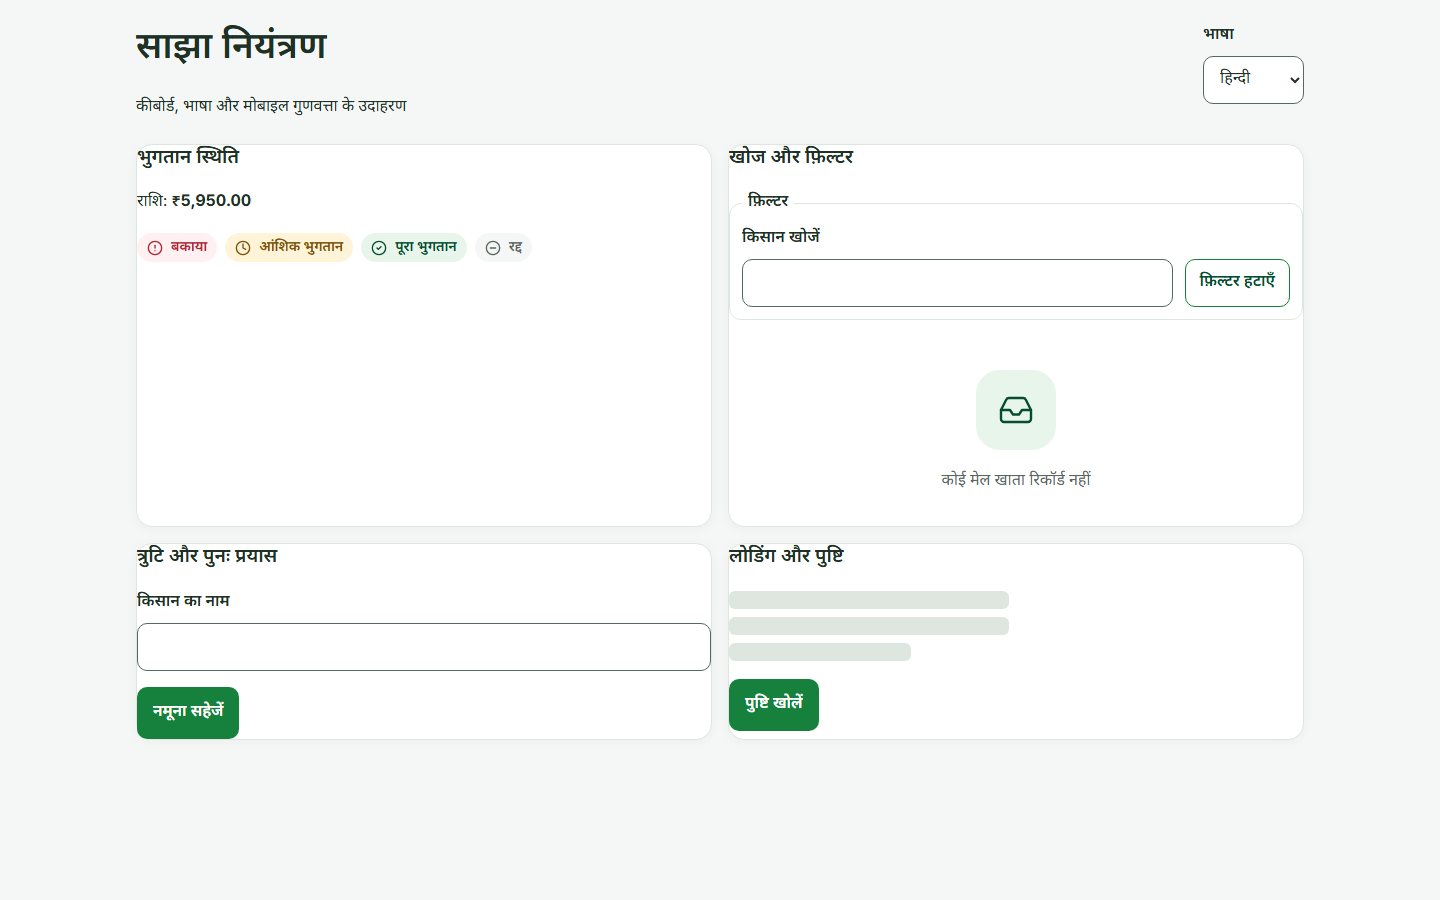 साझा नियंत्रण
कीबोर्ड, भाषा और मोबाइल गुणवत्ता के उदाहरण
भाषा
हिन्दी
भुगतान स्थिति
राशि: ₹5,950.00
बकाया
आंशिक भुगतान
पूरा भुगतान
रद्द
खोज और फ़िल्टर
फ़िल्टर
किसान खोजें
फ़िल्टर हटाएँ
कोई मेल खाता रिकॉर्ड नहीं
त्रुटि और पुनः प्रयास
किसान का नाम
नमूना सहेजें
लोडिंग और पुष्टि
पुष्टि खोलें